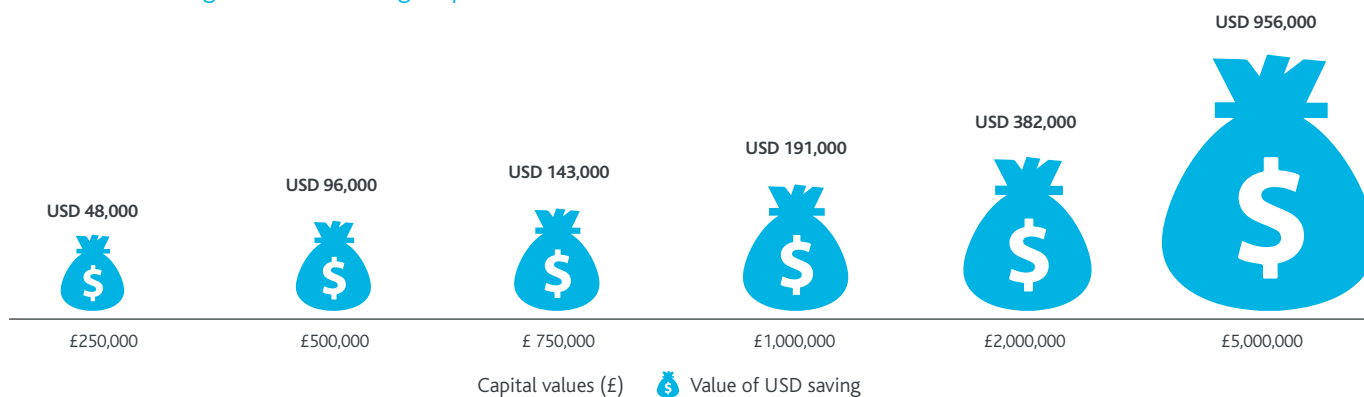 USD 956,000
USD 382,000
USD 191,000
USD 143,000
USD 96,000
USD 48,000
$ $ $ $ $ $
£250,000 £500,000 £ 750,000 £1,000,000 £2,000,000 £5,000,000
Capital values (£) $ Value of USD saving